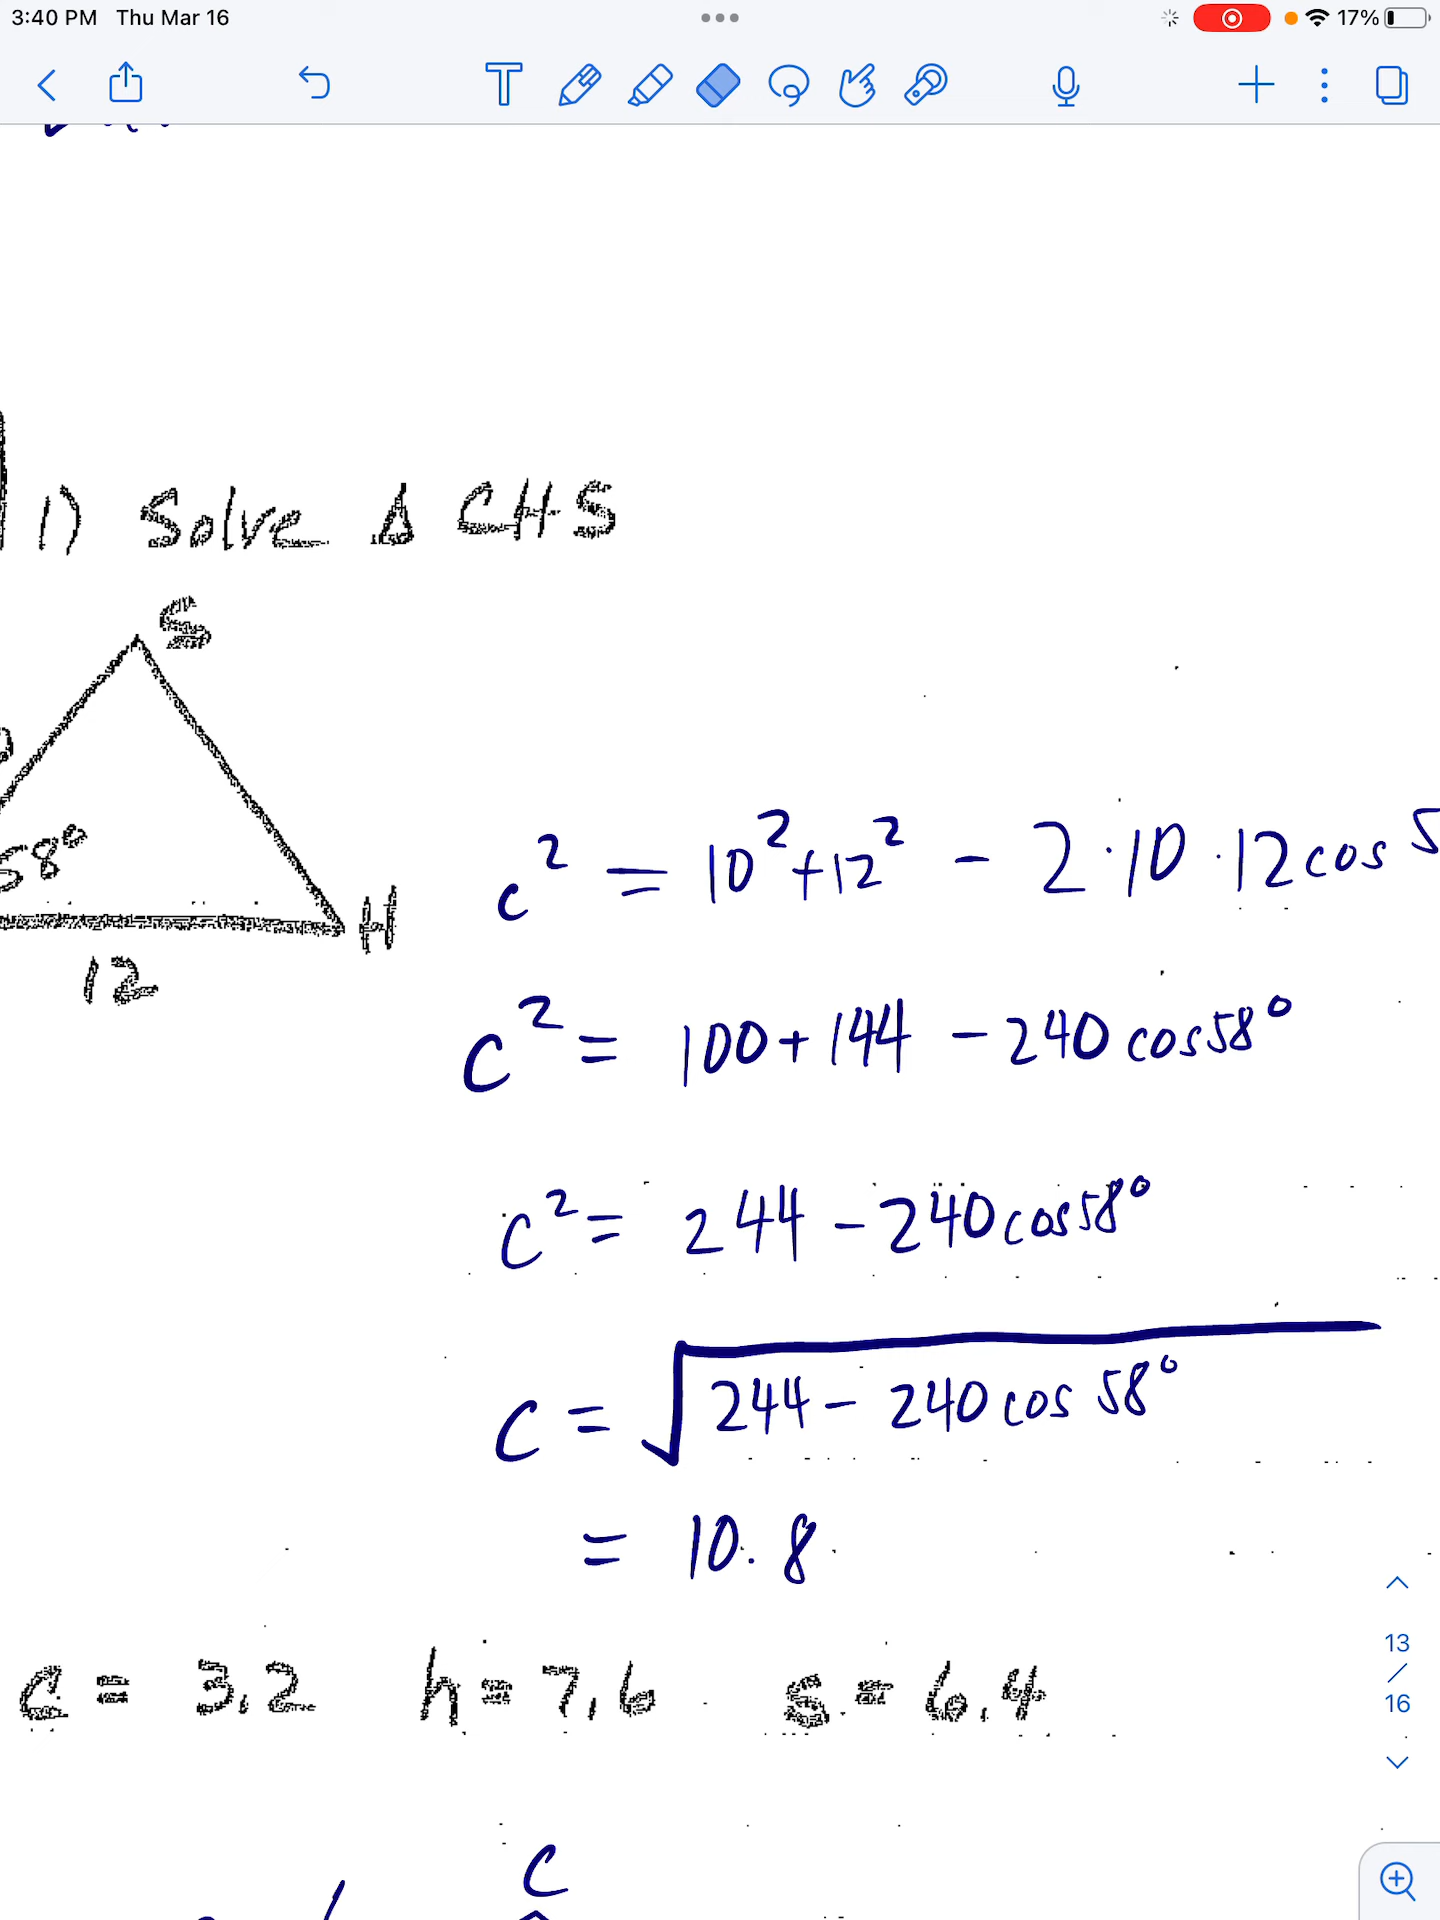 3:40 PM Thu Mar 16
17%
T
1) Solve Δ CHS
S
58°
H
12
c² = 10² + 12² - 2·10·12 cos 5
c² = 100 + 144 - 240 cos 58°
c² = 244 - 240 cos 58°
c = √244 - 240 cos 58°
= 10.8
13
/
16
c = 3.2 h = 7.6 s = 6.4
C